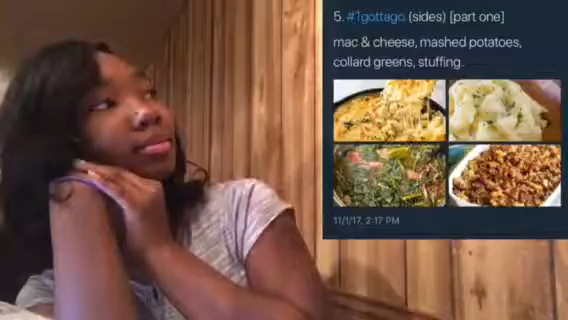 5. #1gottago (sides) [part one]
mac & cheese, mashed potatoes,
collard greens, stuffing.
11/1/17, 2:17 PM